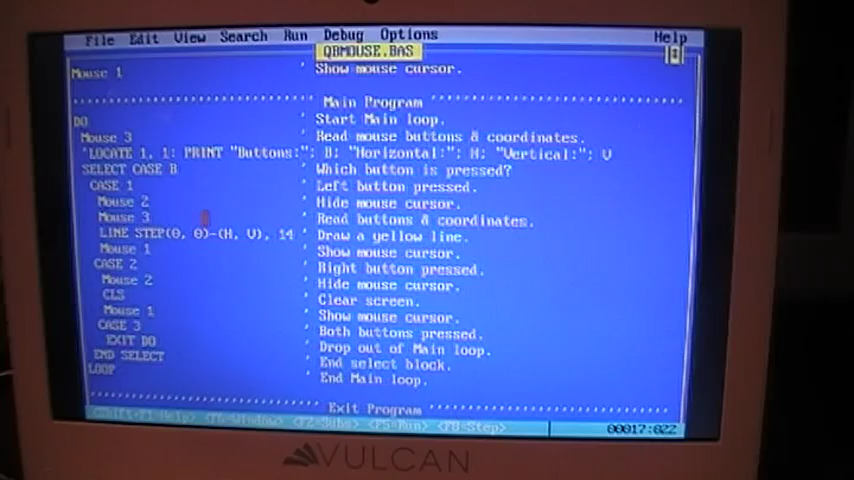 File Edit View Search Run Debug Options Help
QBMOUSE.BAS
Mouse 1 ' Show mouse cursor.
Main Program
DO ' Start Main loop.
Mouse 3 ' Read mouse buttons & coordinates.
'LOCATE 1, 1: PRINT "Buttons:"; B; "Horizontal:"; H; "Vertical:"; V
SELECT CASE B ' Which button is pressed?
CASE 1 ' Left button pressed.
Mouse 2 ' Hide mouse cursor.
Mouse 3 ' Read buttons & coordinates.
LINE STEP(0, 0)-(H, V), 14 ' Draw a yellow line.
Mouse 1 ' Show mouse cursor.
CASE 2 ' Right button pressed.
Mouse 2 ' Hide mouse cursor.
CLS ' Clear screen.
Mouse 1 ' Show mouse cursor.
CASE 3 ' Both buttons pressed.
EXIT DO ' Drop out of Main loop.
END SELECT ' End select block.
LOOP ' End Main loop.
Exit Program
<Shift+F1=Help> <F6=Window> <F2=Subs> <F5=Run> <F8=Step> 00017:022
VULCAN